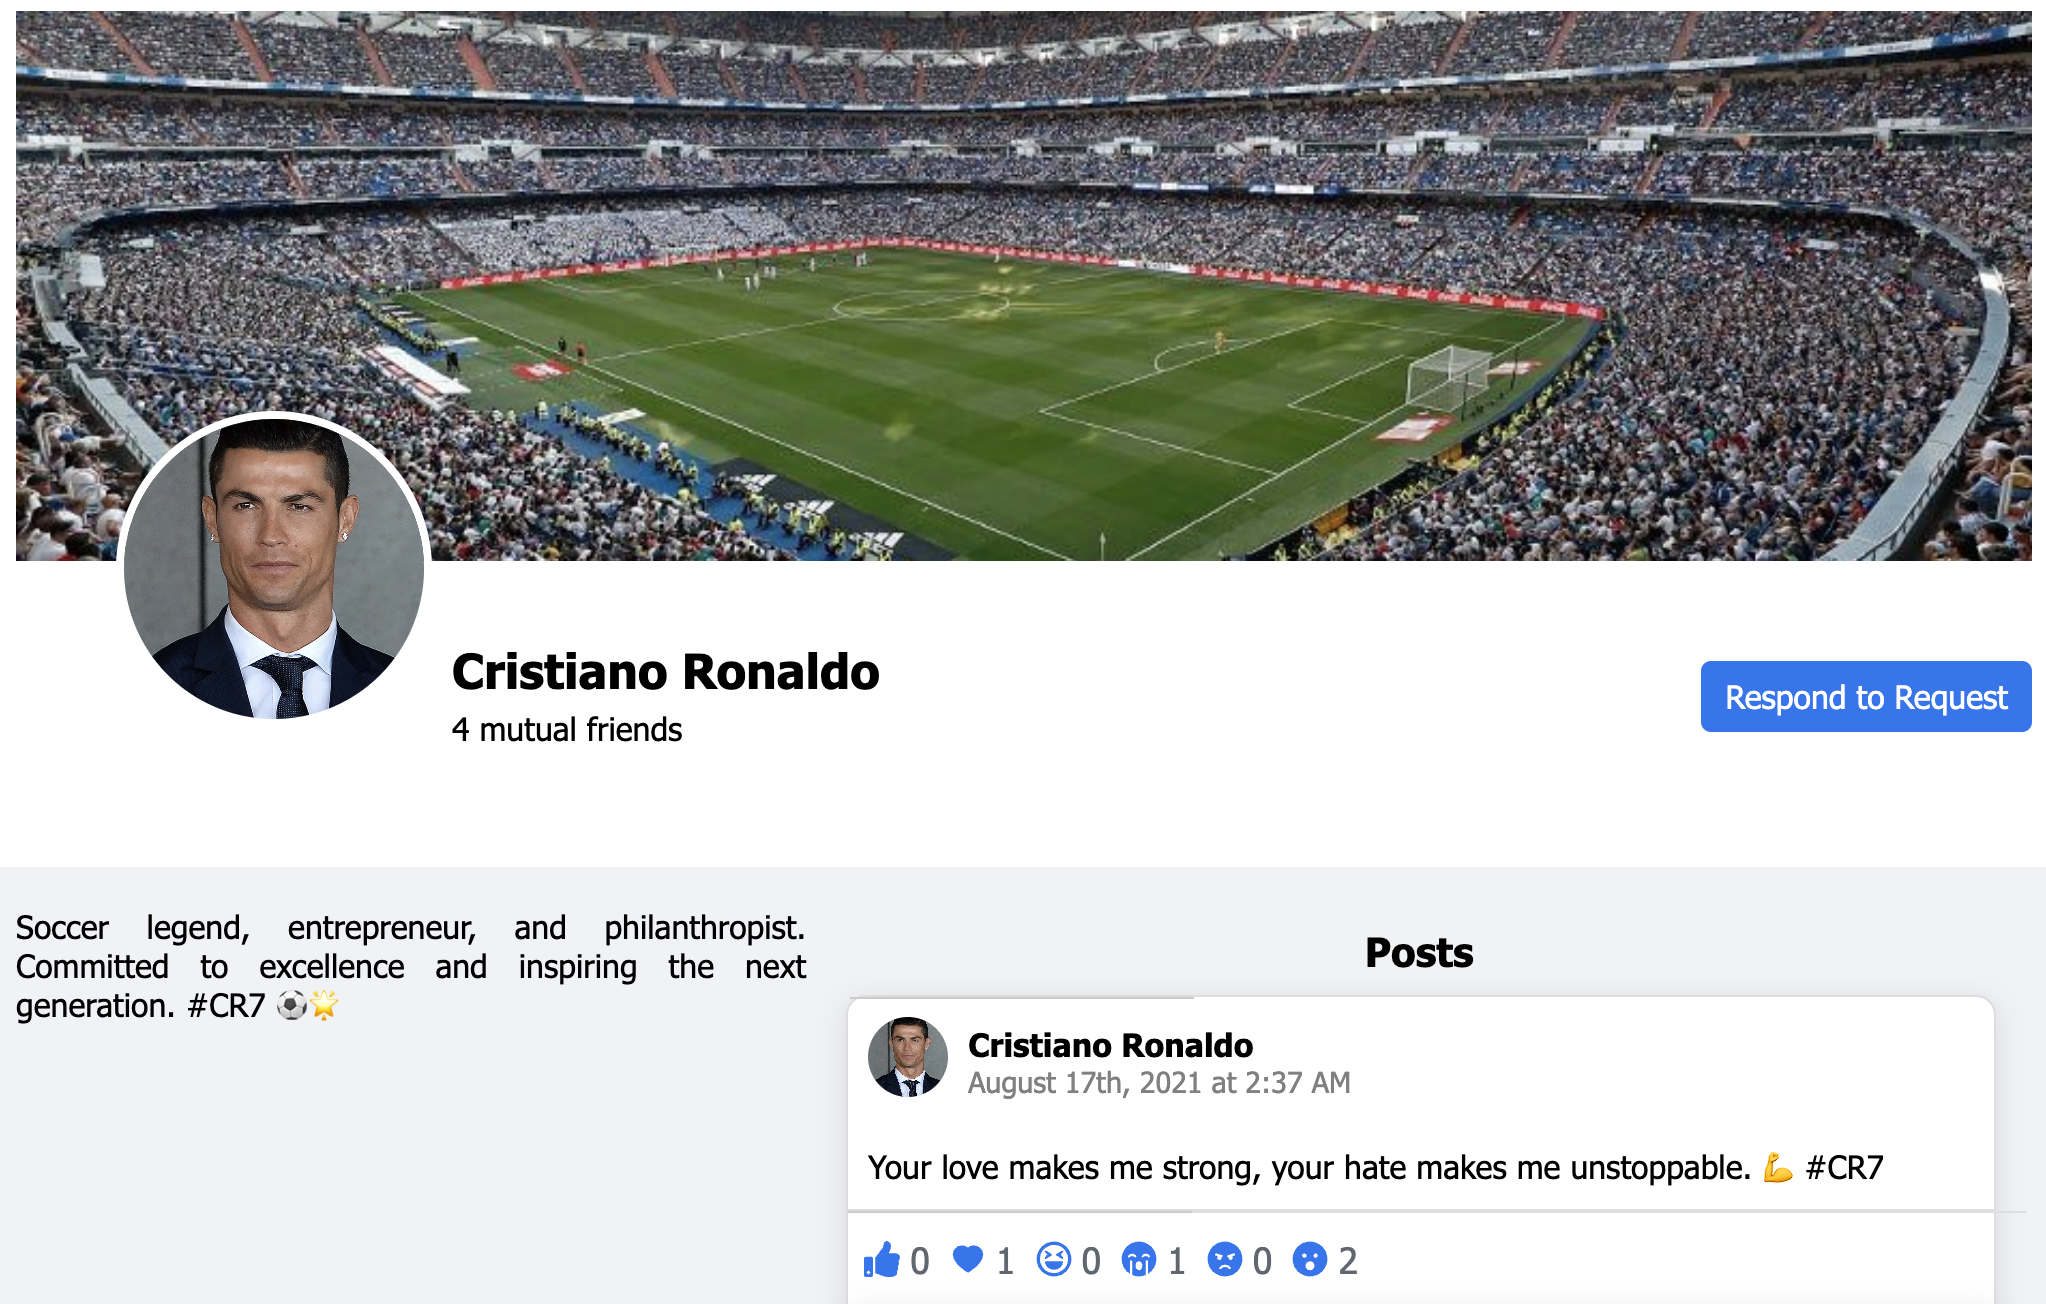 Cristiano Ronaldo
4 mutual friends
Respond to Request
Soccer legend, entrepreneur, and philanthropist.
Committed to excellence and inspiring the next
generation. #CR7 ⚽🌟
Posts
Cristiano Ronaldo
August 17th, 2021 at 2:37 AM
Your love makes me strong, your hate makes me unstoppable. 💪 #CR7
0 1 0 1 0 2